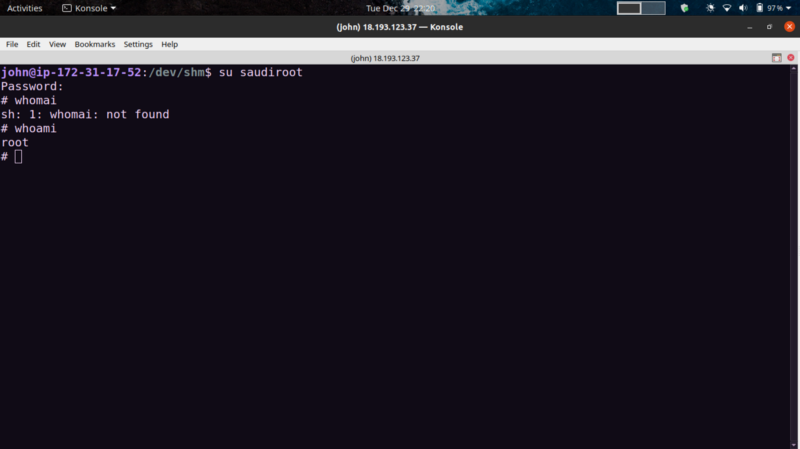 Activities Konsole Tue Dec 29 22:20 97%
(john) 18.193.123.37 — Konsole
File Edit View Bookmarks Settings Help
(john) 18.193.123.37
john@ip-172-31-17-52:/dev/shm$ su saudiroot
Password:
# whomai
sh: 1: whomai: not found
# whoami
root
#